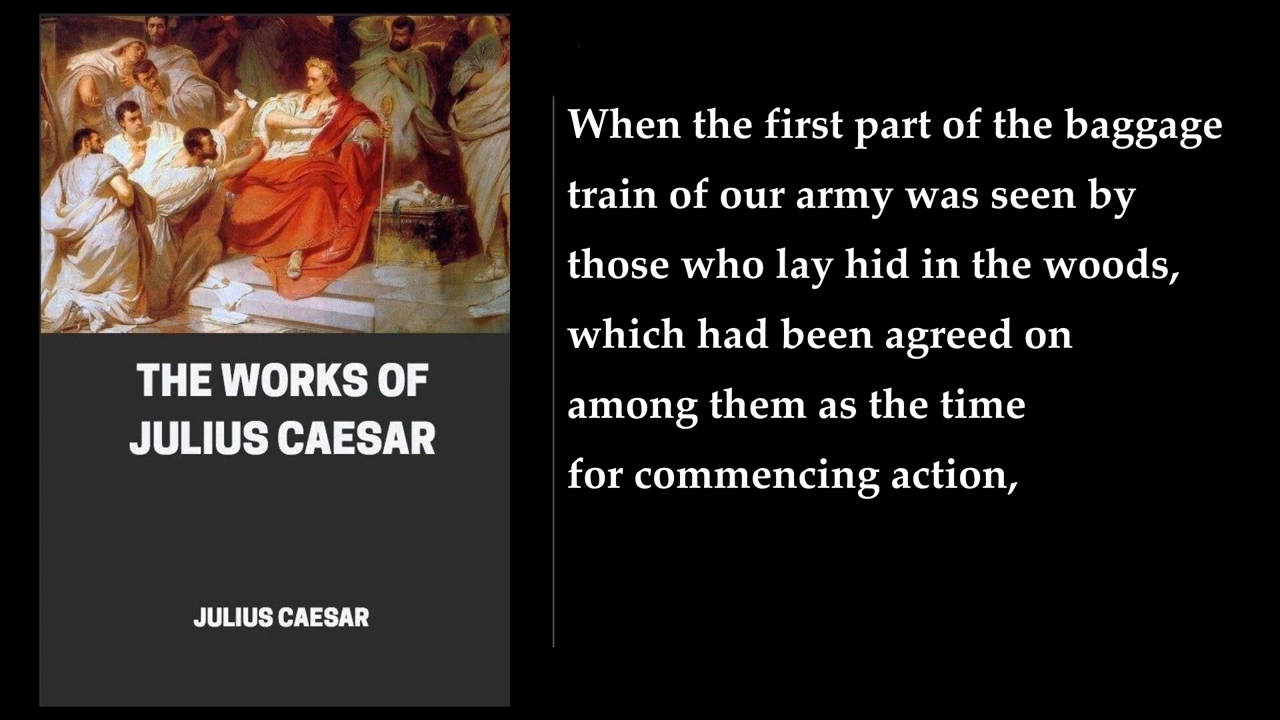 THE WORKS OF
JULIUS CAESAR
JULIUS CAESAR
When the first part of the baggage
train of our army was seen by
those who lay hid in the woods,
which had been agreed on
among them as the time
for commencing action,